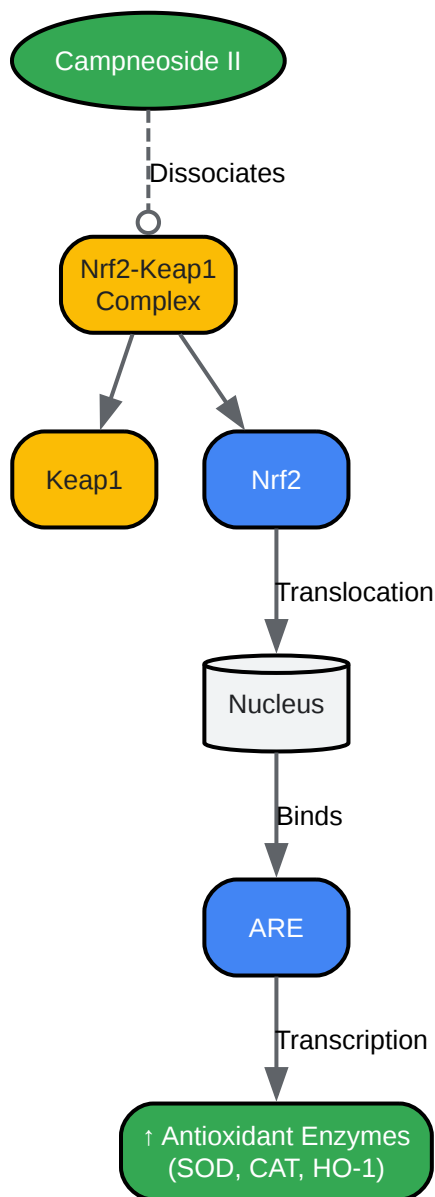 Campneoside II
Dissociates
Nrf2-Keap1
Complex
Keap1
Nrf2
Translocation
Nucleus
Binds
ARE
Transcription
↑ Antioxidant Enzymes
(SOD, CAT, HO-1)